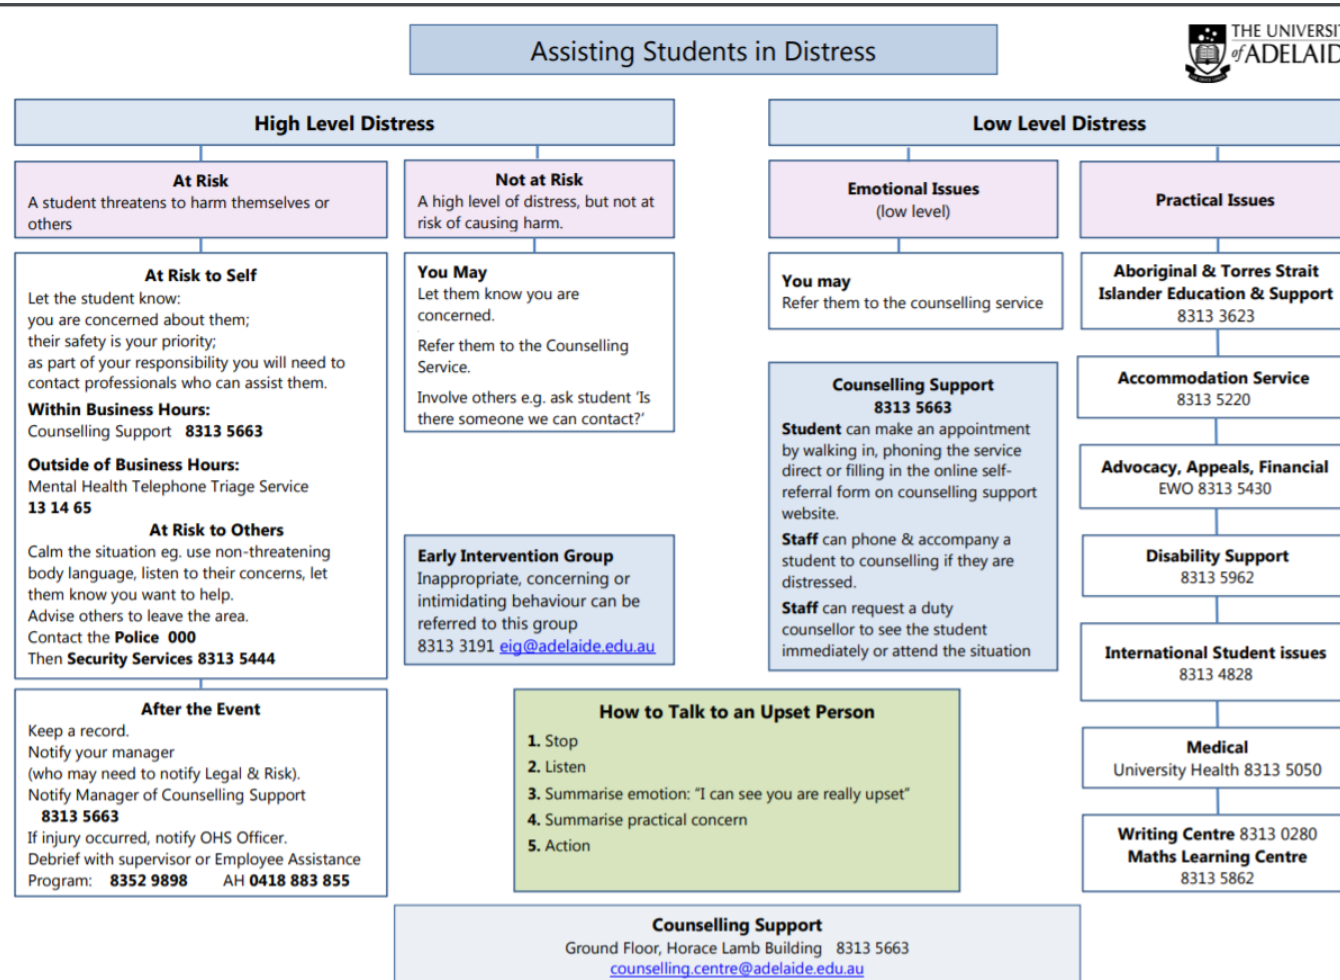 Assisting Students in Distress
THE UNIVERSIT
of ADELAID
High Level Distress
At Risk
A student threatens to harm themselves or
others
Not at Risk
A high level of distress, but not at
risk of causing harm.
At Risk to Self
Let the student know:
you are concerned about them;
their safety is your priority;
as part of your responsibility you will need to
contact professionals who can assist them.
Within Business Hours:
Counselling Support 8313 5663
Outside of Business Hours:
Mental Health Telephone Triage Service
13 14 65
At Risk to Others
Calm the situation eg. use non-threatening
body language, listen to their concerns, let
them know you want to help.
Advise others to leave the area.
Contact the Police 000
Then Security Services 8313 5444
After the Event
Keep a record.
Notify your manager
(who may need to notify Legal & Risk).
Notify Manager of Counselling Support
8313 5663
If injury occurred, notify OHS Officer.
Debrief with supervisor or Employee Assistance
Program: 8352 9898 AH 0418 883 855
You May
Let them know you are
concerned.
Refer them to the Counselling
Service.
Involve others e.g. ask student 'Is
there someone we can contact?'
Early Intervention Group
Inappropriate, concerning or
intimidating behaviour can be
referred to this group
8313 3191 eig@adelaide.edu.au
Low Level Distress
Emotional Issues
(low level)
You may
Refer them to the counselling service
Counselling Support
8313 5663
Student can make an appointment
by walking in, phoning the service
direct or filling in the online self-
referral form on counselling support
website.
Staff can phone & accompany a
student to counselling if they are
distressed.
Staff can request a duty
counsellor to see the student
immediately or attend the situation
Practical Issues
Aboriginal & Torres Strait
Islander Education & Support
8313 3623
Accommodation Service
8313 5220
Advocacy, Appeals, Financial
EWO 8313 5430
Disability Support
8313 5962
International Student issues
8313 4828
Medical
University Health 8313 5050
Writing Centre 8313 0280
Maths Learning Centre
8313 5862
How to Talk to an Upset Person
1. Stop
2. Listen
3. Summarise emotion: "I can see you are really upset"
4. Summarise practical concern
5. Action
Counselling Support
Ground Floor, Horace Lamb Building 8313 5663
counselling.centre@adelaide.edu.au